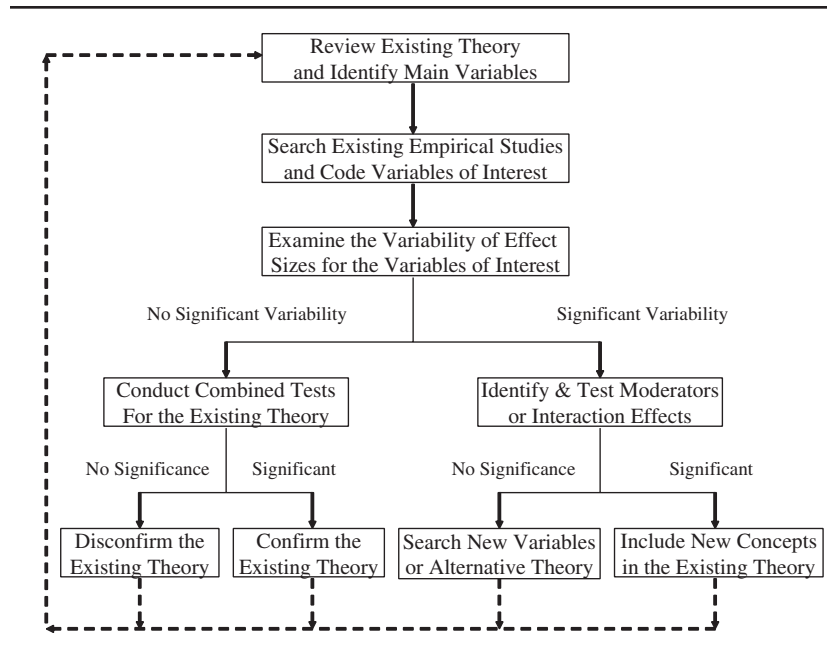 Review Existing Theory
and Identify Main Variables
Search Existing Empirical Studies
and Code Variables of Interest
Examine the Variability of Effect
Sizes for the Variables of Interest
No Significant Variability
Significant Variability
Conduct Combined Tests
For the Existing Theory
Identify & Test Moderators
or Interaction Effects
No Significance
Significant
No Significance
Significant
Disconfirm the
Existing Theory
Confirm the
Existing Theory
Search New Variables
or Alternative Theory
Include New Concepts
in the Existing Theory